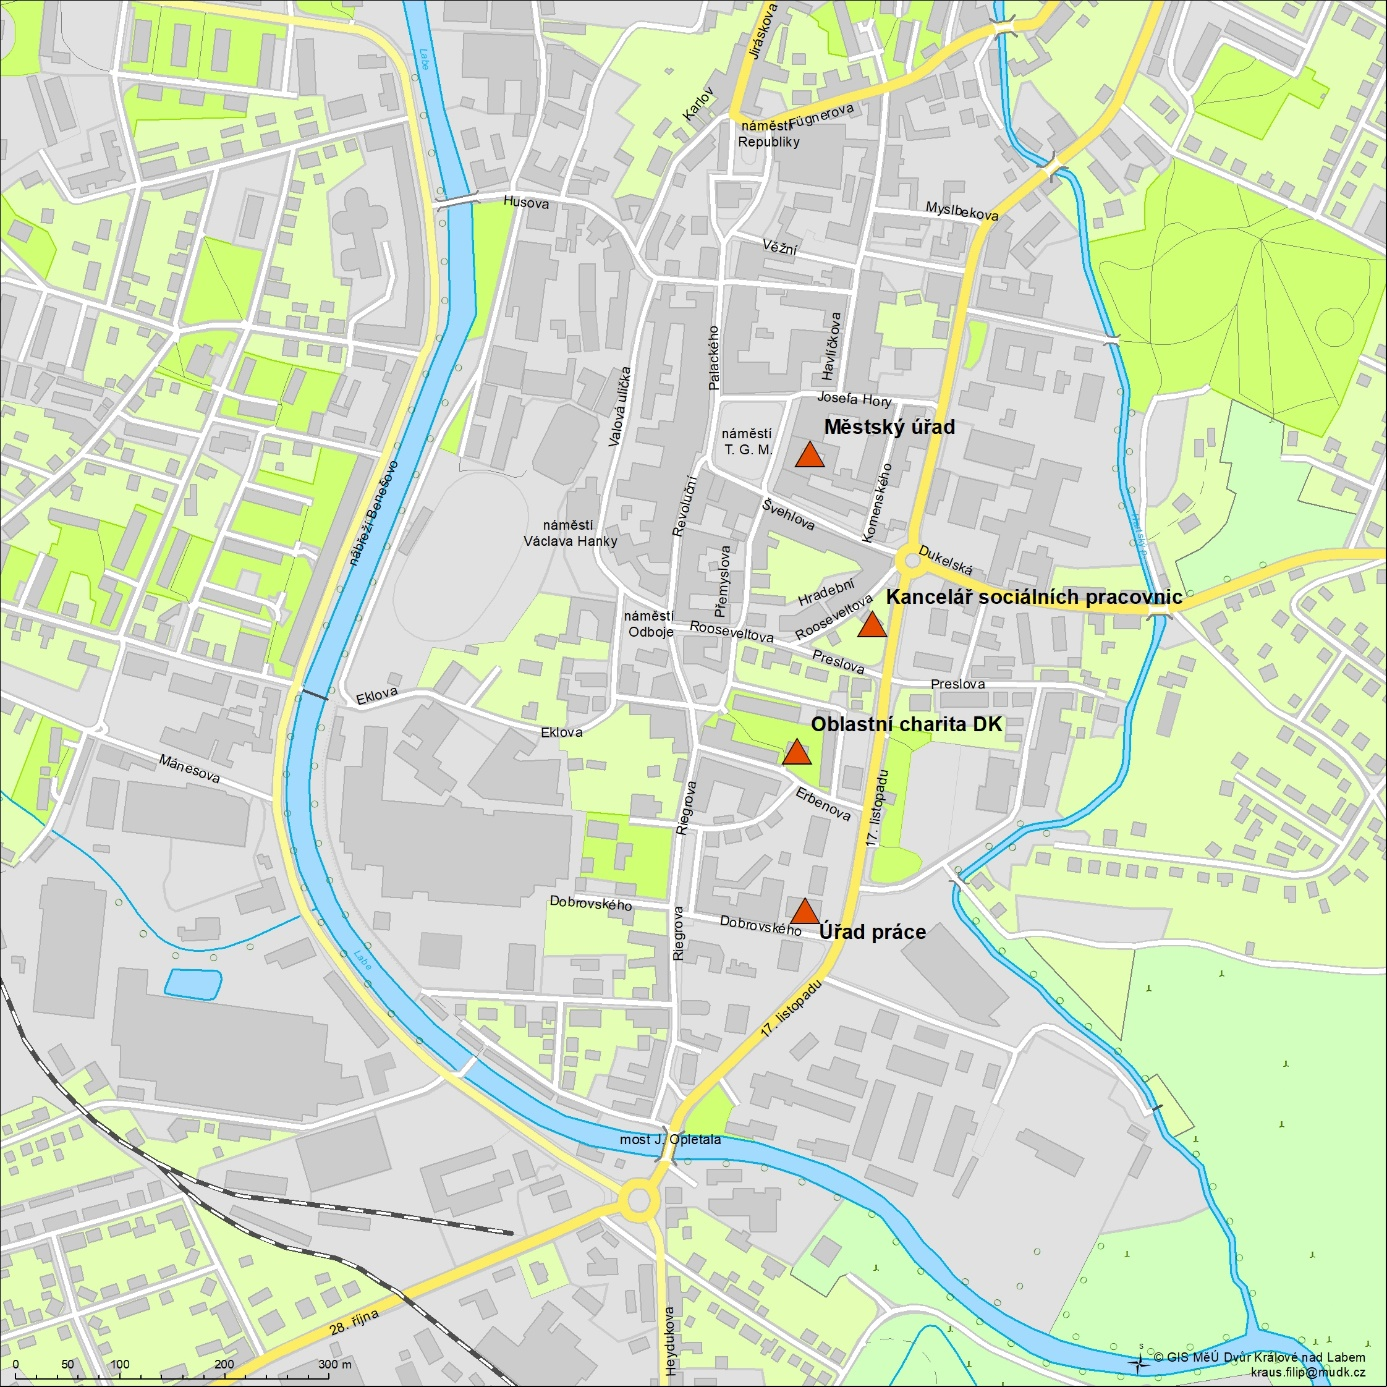 Jiráskova
Labe
Karlov
náměstí
Republiky
Fügnerova
Husova
Myslbekova
Věžní
Palackého
Havlíčkova
Valová ulička
Josefa Hory
Městský úřad
náměstí
T. G. M.
Revoluční
Komenského
Švehlova
nábřeží Benešovo
náměstí
Václava Hanky
Dukelská
Přemyslova
Hradební
Rooseveltova
Kancelář sociálních pracovnic
náměstí
Odboje
Rooseveltova
Preslova
Preslova
Eklova
Eklova
Oblastní charita DK
Mánesova
Riegrova
Erbenova
17. listopadu
Dobrovského
Riegrova
Dobrovského
Úřad práce
Labe
17. listopadu
most J. Opletala
28. října
Heydukova
0 50 100 200 300 m
S
© GIS MěÚ Dvůr Králové nad Labem
kraus.filip@mudk.cz